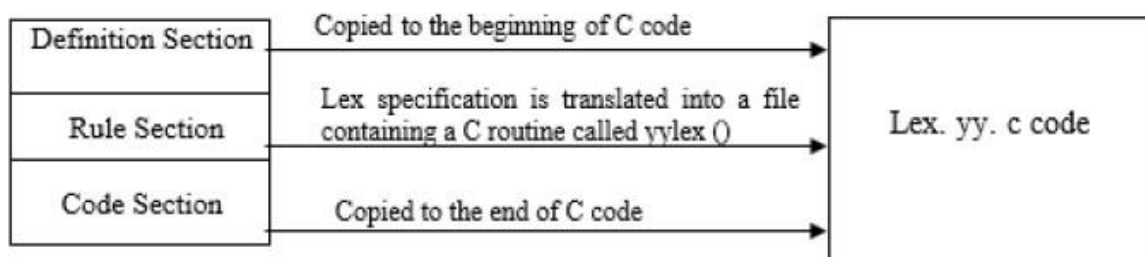 Definition Section
Copied to the beginning of C code
Rule Section
Lex specification is translated into a file
containing a C routine called yylex ()
Lex. yy. c code
Code Section
Copied to the end of C code